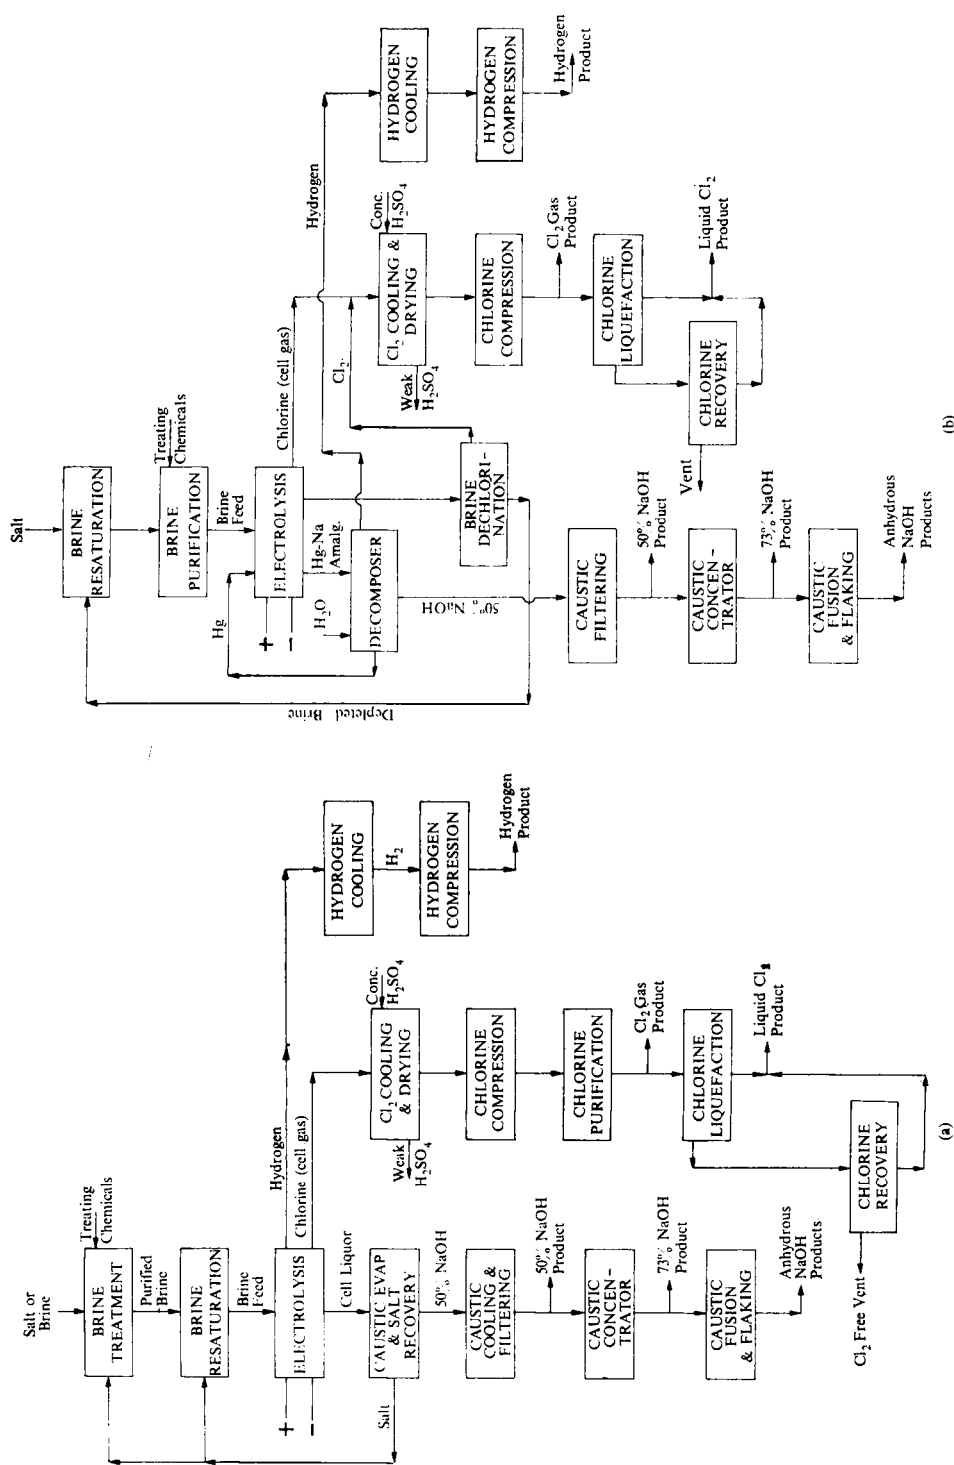 Salt or
Brine
Treating
Chemicals
BRINE
TREATMENT
Purified
Brine
BRINE
RESATURATION
Brine
Feed
ELECTROLYSIS
+
−
Hydrogen
Chlorine (cell gas)
Cell Liquor
CAUSTIC EVAP
& SALT
RECOVERY
Salt
50% NaOH
CAUSTIC
COOLING &
FILTERING
50% NaOH
Product
CAUSTIC
CONCEN-
TRATOR
73% NaOH
Product
CAUSTIC
FUSION
& FLAKING
Anhydrous
NaOH
Products
Conc.
H2SO4
Cl2 COOLING
& DRYING
Weak
H2SO4
CHLORINE
COMPRESSION
CHLORINE
PURIFICATION
Cl2 Gas
Product
CHLORINE
LIQUEFACTION
Liquid Cl2
Product
CHLORINE
RECOVERY
Cl2 Free Vent
HYDROGEN
COOLING
H2
HYDROGEN
COMPRESSION
Hydrogen
Product
(a)
Salt
BRINE
RESATURATION
Treating
Chemicals
BRINE
PURIFICATION
Brine
Feed
Hg
ELECTROLYSIS
+
−
Hg-Na
Amalg.
H2O
DECOMPOSER
50% NaOH
Depleted Brine
Chlorine (cell gas)
Hydrogen
Cl2
BRINE
DECHLORI-
NATION
CAUSTIC
FILTERING
50% NaOH
Product
CAUSTIC
CONCEN-
TRATOR
73% NaOH
Product
CAUSTIC
FUSION
& FLAKING
Anhydrous
NaOH
Products
Conc.
H2SO4
Cl2 COOLING &
DRYING
Weak
H2SO4
CHLORINE
COMPRESSION
Cl2 Gas
Product
CHLORINE
LIQUEFACTION
Liquid Cl2
Product
CHLORINE
RECOVERY
Vent
HYDROGEN
COOLING
HYDROGEN
COMPRESSION
Hydrogen
Product
(b)